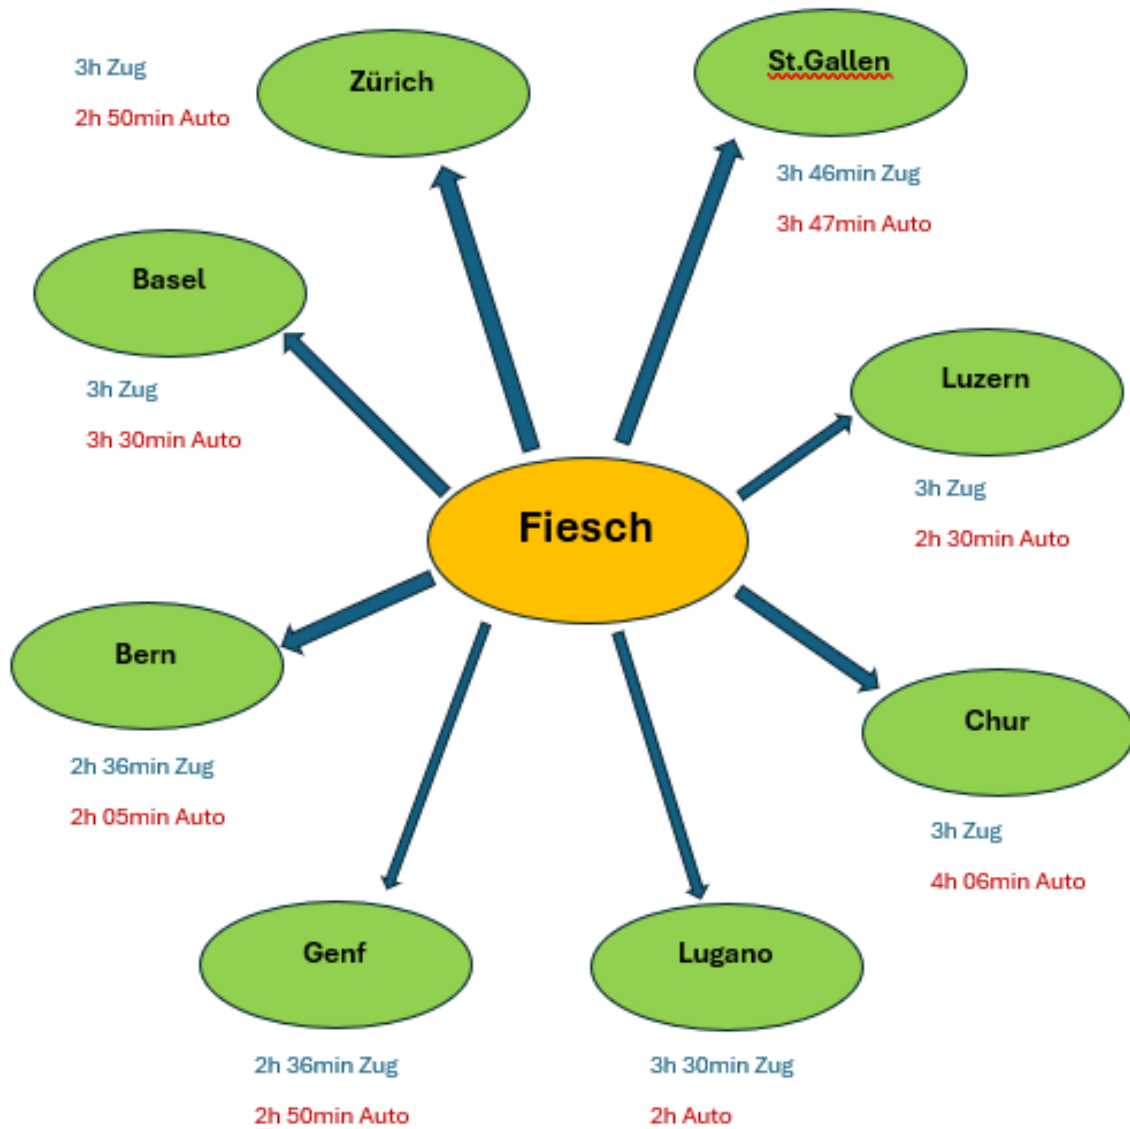 3h Zug
2h 50min Auto
Zürich
St.Gallen
3h 46min Zug
3h 47min Auto
Basel
3h Zug
3h 30min Auto
Luzern
3h Zug
2h 30min Auto
Fiesch
Bern
2h 36min Zug
2h 05min Auto
Chur
3h Zug
4h 06min Auto
Genf
2h 36min Zug
2h 50min Auto
Lugano
3h 30min Zug
2h Auto